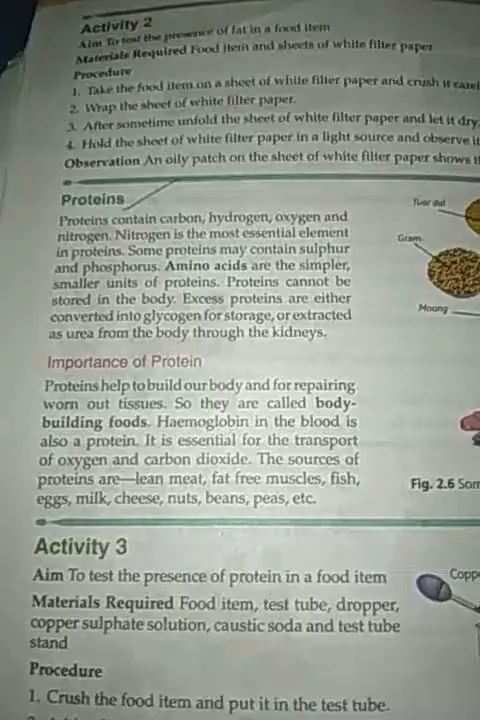 Activity 2
Aim To test the presence of fat in a food item
Materials Required Food item and sheets of white filter paper
Procedure
1. Take the food item on a sheet of white filter paper and crush it
2. Wrap the sheet of white filter paper.
3. After sometime unfold the sheet of white filter paper and let it dry.
4. Hold the sheet of white filter paper in a light source and observe it
Observation An oily patch on the sheet of white filter paper shows
Proteins
Proteins contain carbon, hydrogen, oxygen and
nitrogen. Nitrogen is the most essential element
in proteins. Some proteins may contain sulphur
and phosphorus. Amino acids are the simpler,
smaller units of proteins. Proteins cannot be
stored in the body. Excess proteins are either
converted into glycogen for storage, or extracted
as urea from the body through the kidneys.
Tuar dal
Gram
Moong
Importance of Protein
Proteins help to build our body and for repairing
worn out tissues. So they are called body-
building foods. Haemoglobin in the blood is
also a protein. It is essential for the transport
of oxygen and carbon dioxide. The sources of
proteins are—lean meat, fat free muscles, fish,
eggs, milk, cheese, nuts, beans, peas, etc.
Fig. 2.6 Som
Activity 3
Aim To test the presence of protein in a food item
Materials Required Food item, test tube, dropper,
copper sulphate solution, caustic soda and test tube
stand
Coppe
Procedure
1. Crush the food item and put it in the test tube.